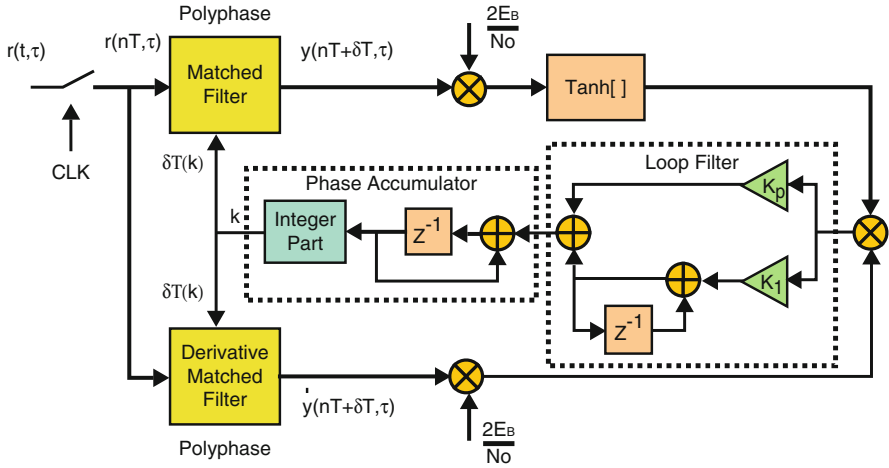 Polyphase
2EB
No
r(t,τ)
r(nT,τ)
y(nT+δT,τ)
Matched
Filter
Tanh[ ]
CLK
δT(k)
Loop Filter
Phase Accumulator
Kp
k
Integer
Part
Z-1
K1
δT(k)
Z-1
Derivative
Matched
Filter
ẏ(nT+δT,τ)
2EB
No
Polyphase